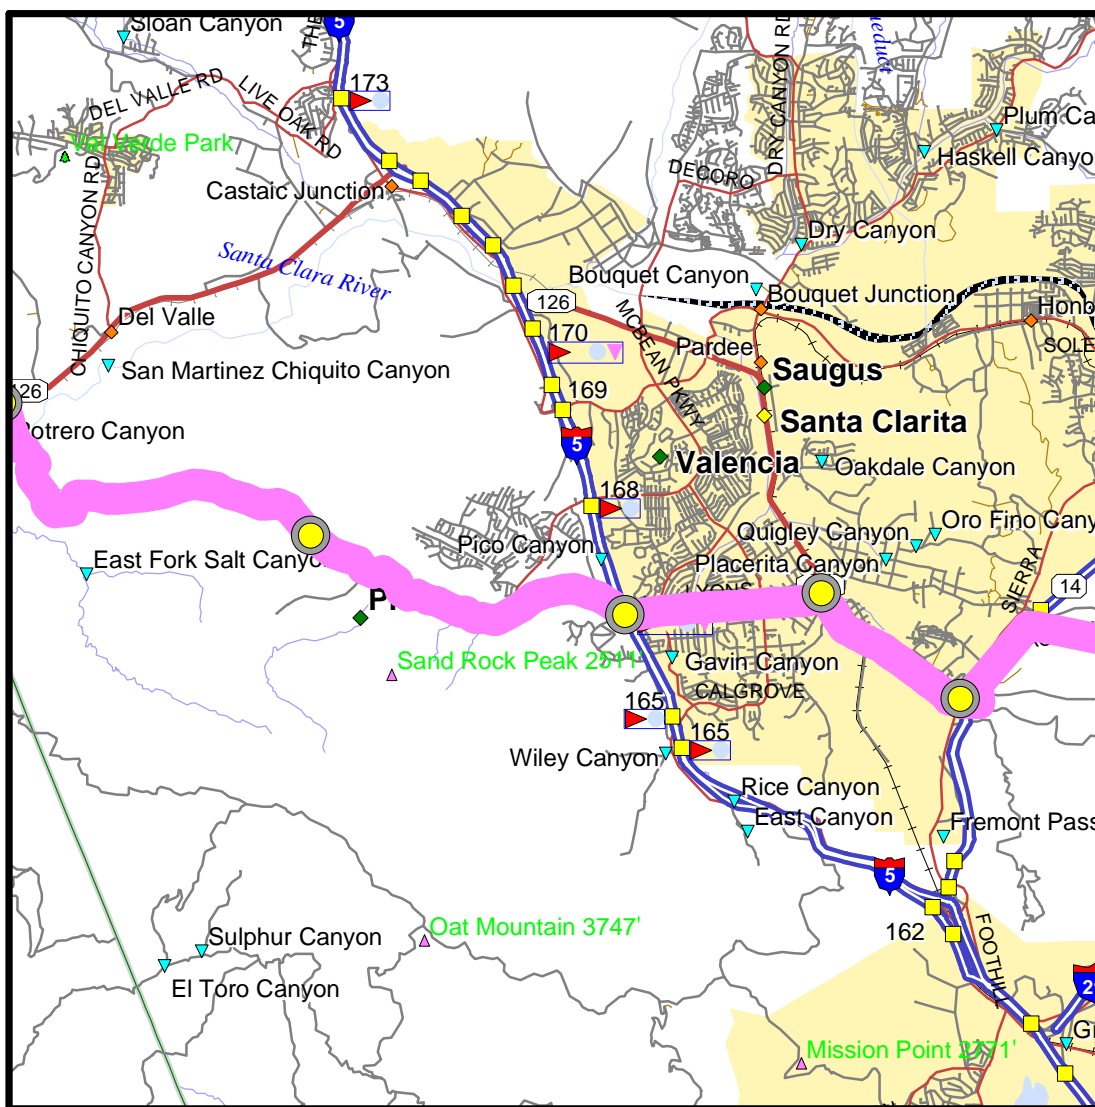 Sloan Canyon
THE
5
DRY CANYON RD
DEL VALLE RD
LIVE OAK RD
173
Val Verde Park
CHIQUITO CANYON RD
Castaic Junction
DECORO
Haskell Canyo
Plum Ca
Dry Canyon
Santa Clara River
Bouquet Canyon
126
Bouquet Junction
Honb
Del Valle
MCBEAN PKWY
170
Pardee
SOLE
San Martinez Chiquito Canyon
Saugus
126
169
Santa Clarita
Potrero Canyon
5
Valencia
Oakdale Canyon
168
Oro Fino Cany
Quigley Canyon
Pico Canyon
Placerita Canyon
East Fork Salt Canyon
LYONS
SIERRA
14
Sand Rock Peak 2511'
Gavin Canyon
CALGROVE
165
165
Wiley Canyon
Rice Canyon
East Canyon
Fremont Pass
5
Oat Mountain 3747'
162
FOOTHILL
Sulphur Canyon
El Toro Canyon
21
Mission Point 2771'